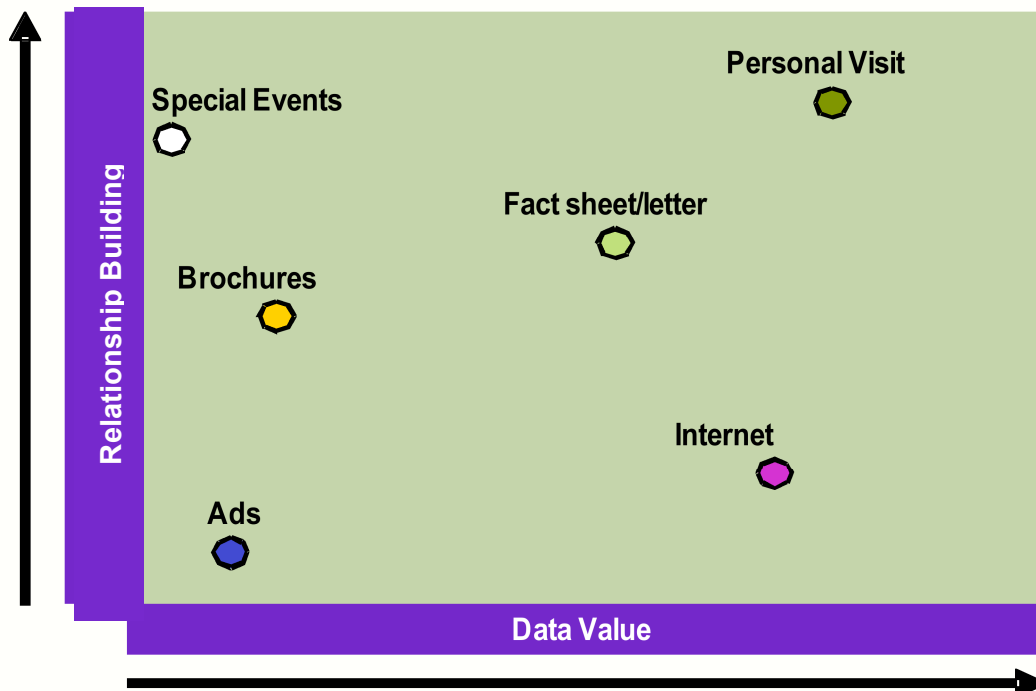 Personal Visit
Special Events
Fact sheet/letter
Brochures
Relationship Building
Internet
Ads
Data Value